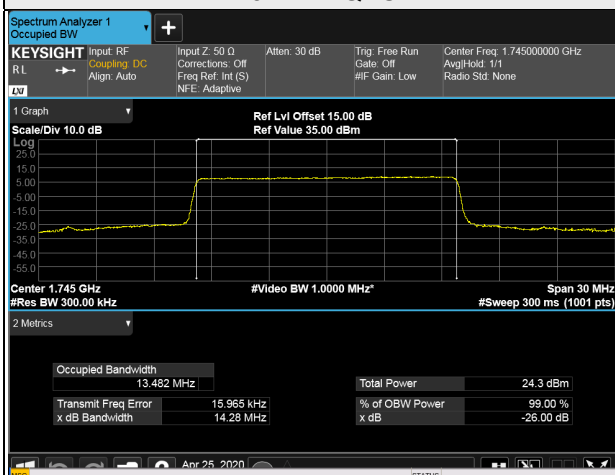 Spectrum Analyzer 1
Occupied BW
KEYSIGHT Input: RF Input Z: 50 Ω Atten: 30 dB Trig: Free Run Center Freq: 1.745000000 GHz
RL Coupling: DC Corrections: Off Gate: Off Avg|Hold: 1/1
Align: Auto Freq Ref: Int (S) #IF Gain: Low Radio Std: None
LXI NFE: Adaptive
1 Graph Ref Lvl Offset 15.00 dB
Scale/Div 10.0 dB Ref Value 35.00 dBm
Log
25.0
15.0
5.00
-5.00
-15.0
-25.0
-35.0
-45.0
-55.0
Center 1.745 GHz #Video BW 1.0000 MHz* Span 30 MHz
#Res BW 300.00 kHz #Sweep 300 ms (1001 pts)
2 Metrics
Occupied Bandwidth
13.482 MHz Total Power 24.3 dBm
Transmit Freq Error 15.965 kHz % of OBW Power 99.00 %
x dB Bandwidth 14.28 MHz x dB -26.00 dB
Apr 25, 2020
MSG STATUS